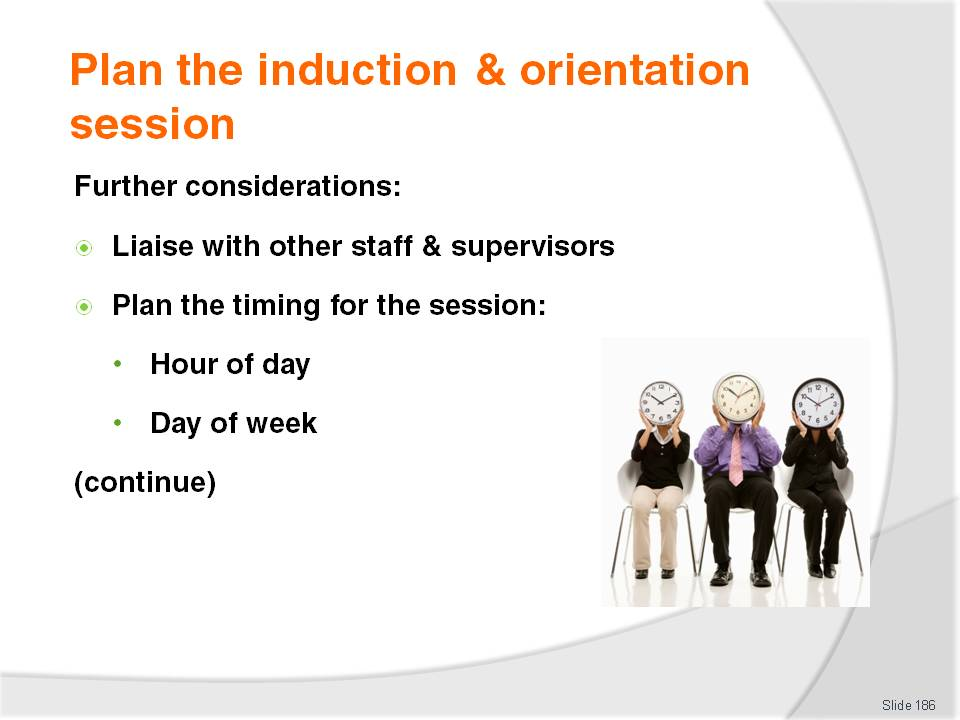 Plan the induction & orientation
session
Further considerations:
Liaise with other staff & supervisors
Plan the timing for the session:
• Hour of day
• Day of week
(continue)
Slide 186